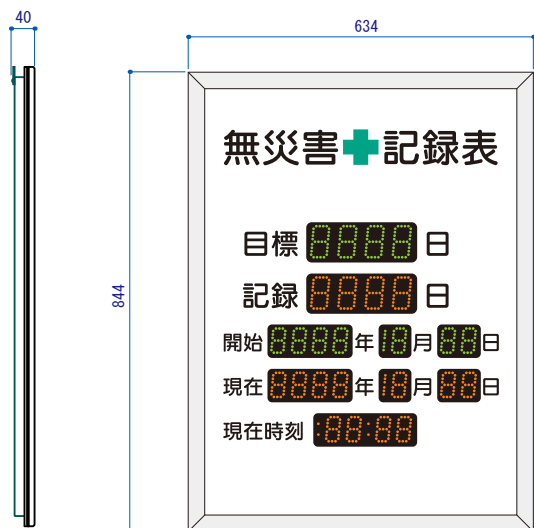 40
634
844
無災害✚記録表
目標 8888 日
記録 8888 日
開始 8888 年 18 月 88 日
現在 8888 年 18 月 88 日
現在時刻 :88:88